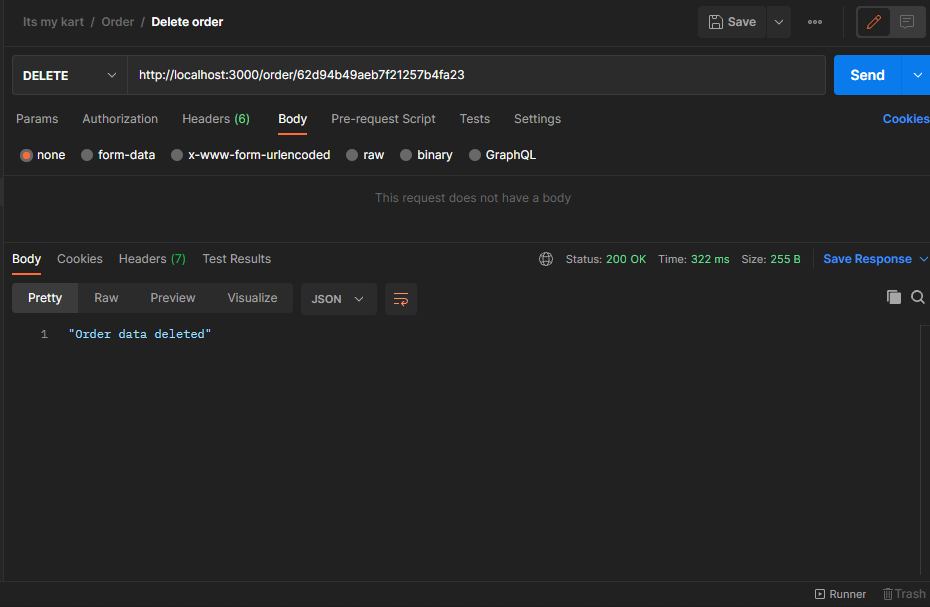 Its my kart / Order / Delete order
Save
DELETE
http://localhost:3000/order/62d94b49aeb7f21257b4fa23
Send
Params Authorization Headers (6) Body Pre-request Script Tests Settings Cookies
none form-data x-www-form-urlencoded raw binary GraphQL
This request does not have a body
Body Cookies Headers (7) Test Results Status: 200 OK Time: 322 ms Size: 255 B Save Response
Pretty Raw Preview Visualize JSON
1 "Order data deleted"
Runner Trash